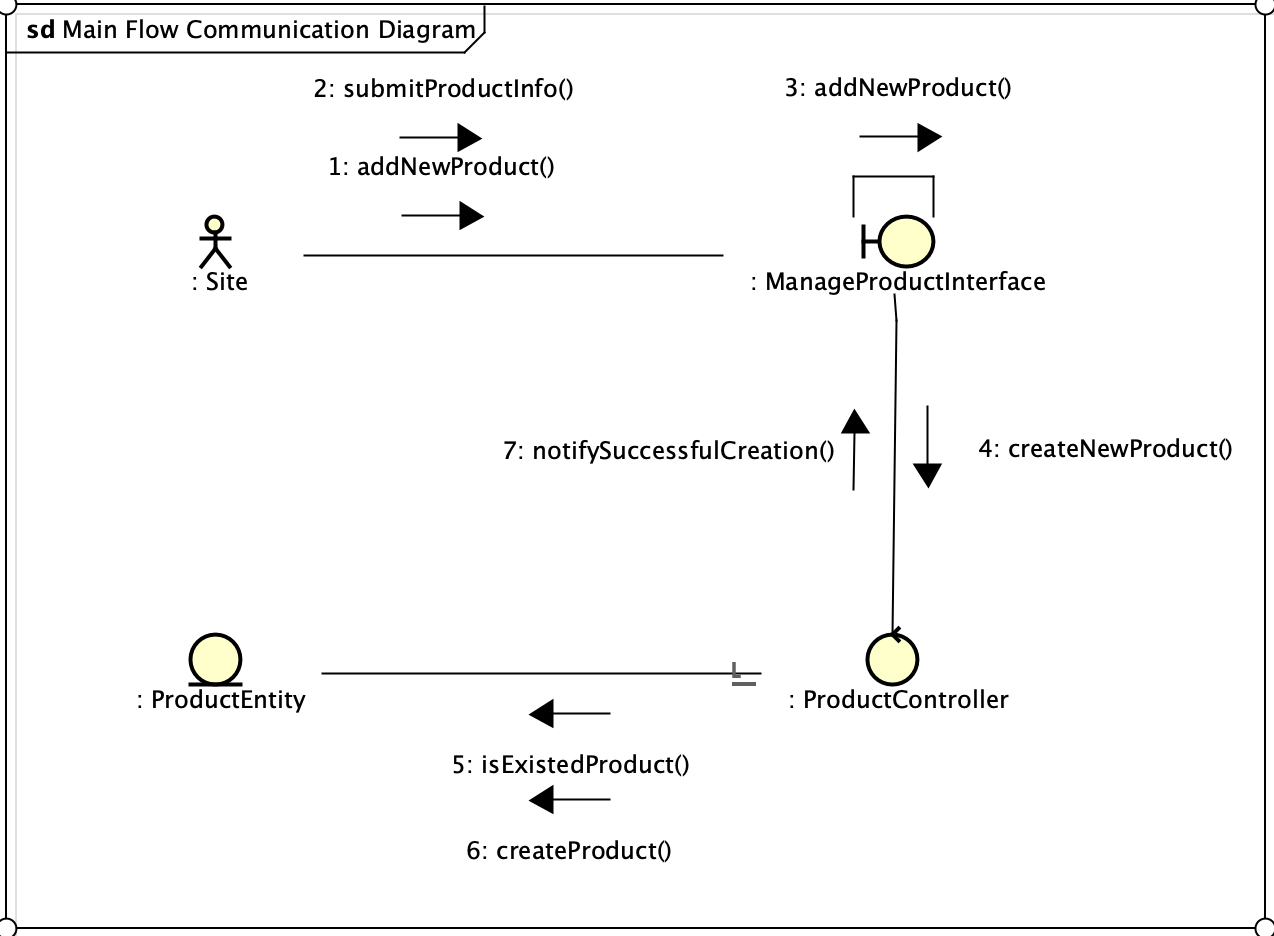 sd Main Flow Communication Diagram
2: submitProductInfo()
3: addNewProduct()
1: addNewProduct()
: Site
: ManageProductInterface
7: notifySuccessfulCreation()
4: createNewProduct()
: ProductEntity
: ProductController
5: isExistedProduct()
6: createProduct()